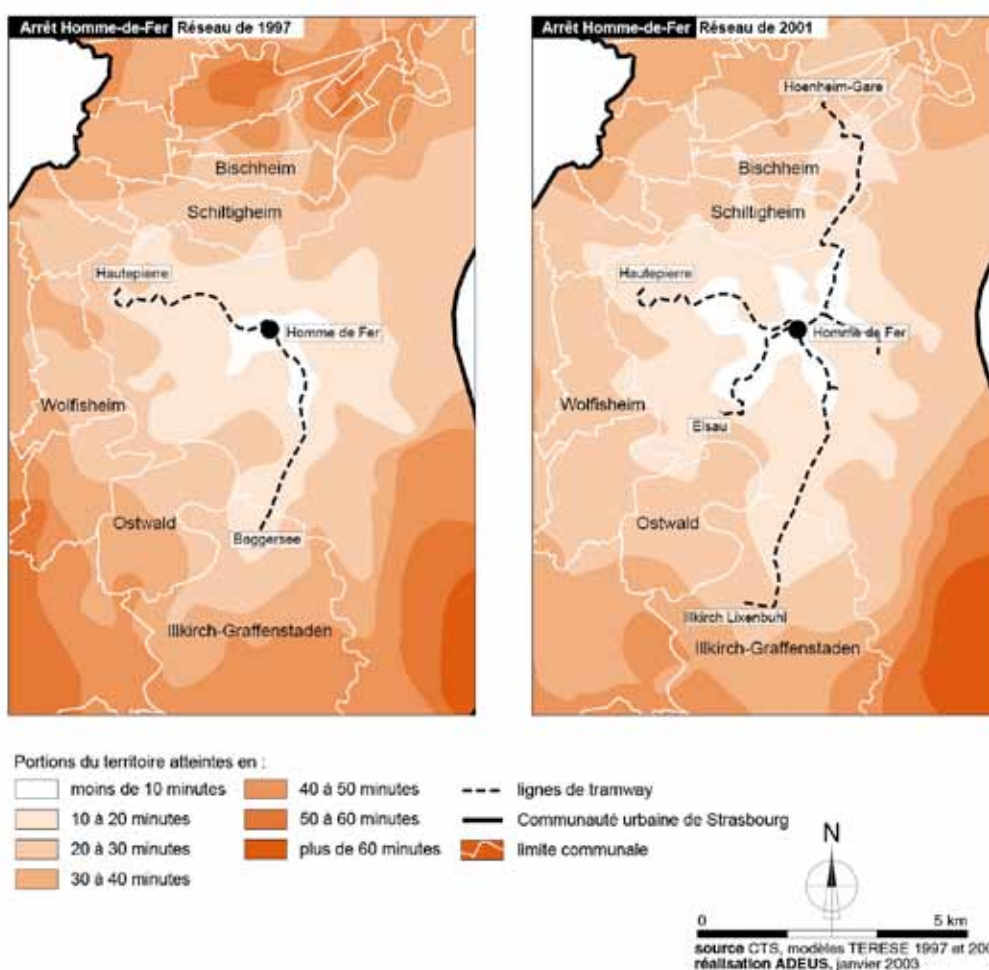 Arrêt Homme-de-Fer Réseau de 1997
Bischheim
Schiltigheim
Hautepierre
Homme de Fer
Wolfisheim
Ostwald
Baggersee
Illkirch-Graffenstaden
Arrêt Homme-de-Fer Réseau de 2001
Hoenheim-Gare
Bischheim
Schiltigheim
Hautepierre
Homme de Fer
Wolfisheim
Elsau
Ostwald
Illkirch Lixenbuhl
Illkirch-Graffenstaden
Portions du territoire atteintes en :
moins de 10 minutes
10 à 20 minutes
20 à 30 minutes
30 à 40 minutes
40 à 50 minutes
50 à 60 minutes
plus de 60 minutes
lignes de tramway
Communauté urbaine de Strasbourg
limite communale
N
0 5 km
source CTS, modèles TERESE 1997 et 200
réalisation ADEUS, janvier 2003